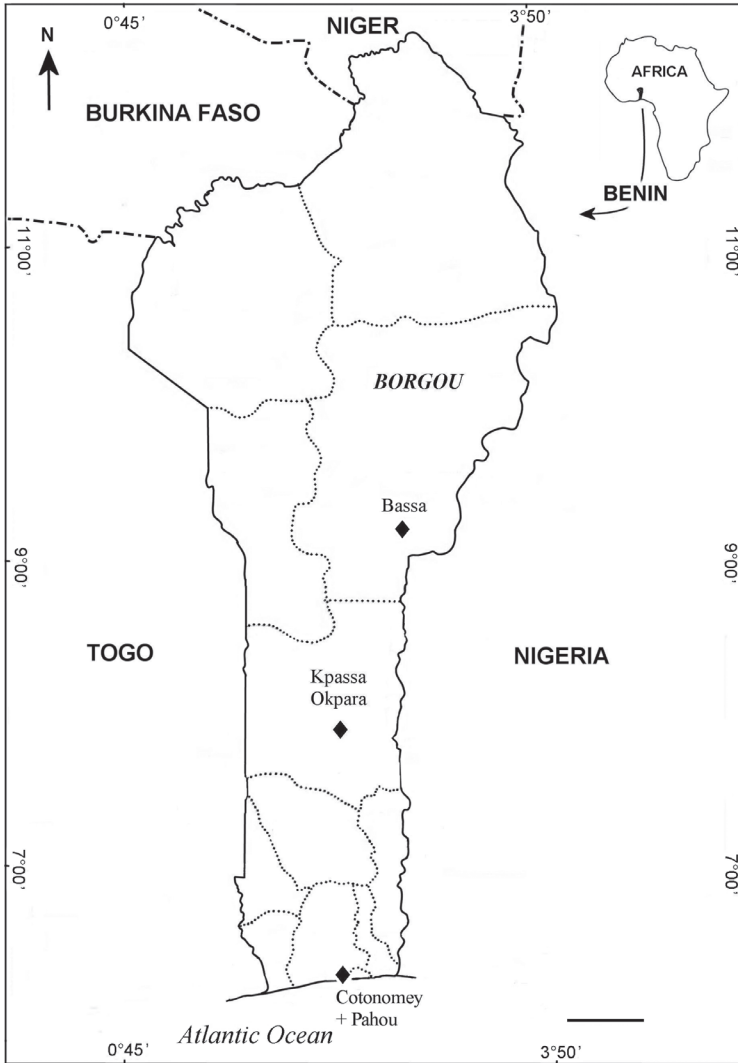 0°45'
NIGER
3°50'
N
AFRICA
BURKINA FASO
BENIN
11°00'
11°00'
BORGOU
Bassa
9°00'
9°00'
TOGO
NIGERIA
Kpassa
Okpara
7°00'
7°00'
Cotonomey
+ Pahou
Atlantic Ocean
0°45'
3°50'